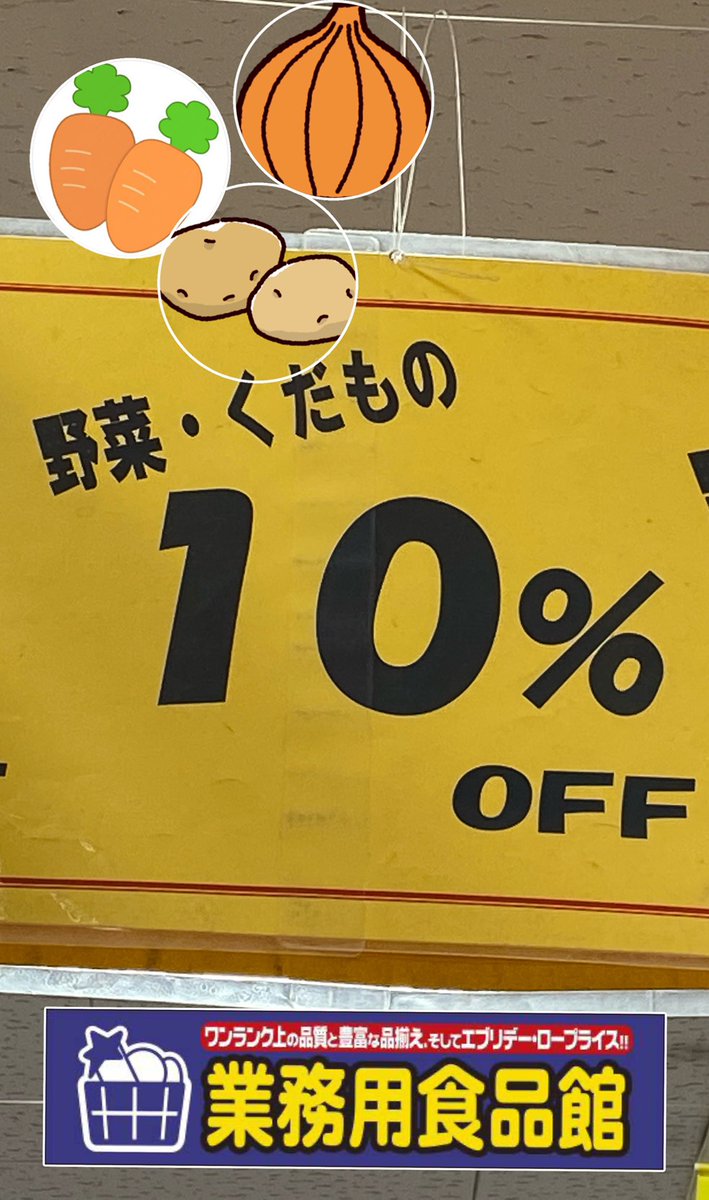 野菜・くだもの
10%
OFF
ワンランク上の品質と豊富な品揃え、そしてエブリデー・ロープライス!!
業務用食品館